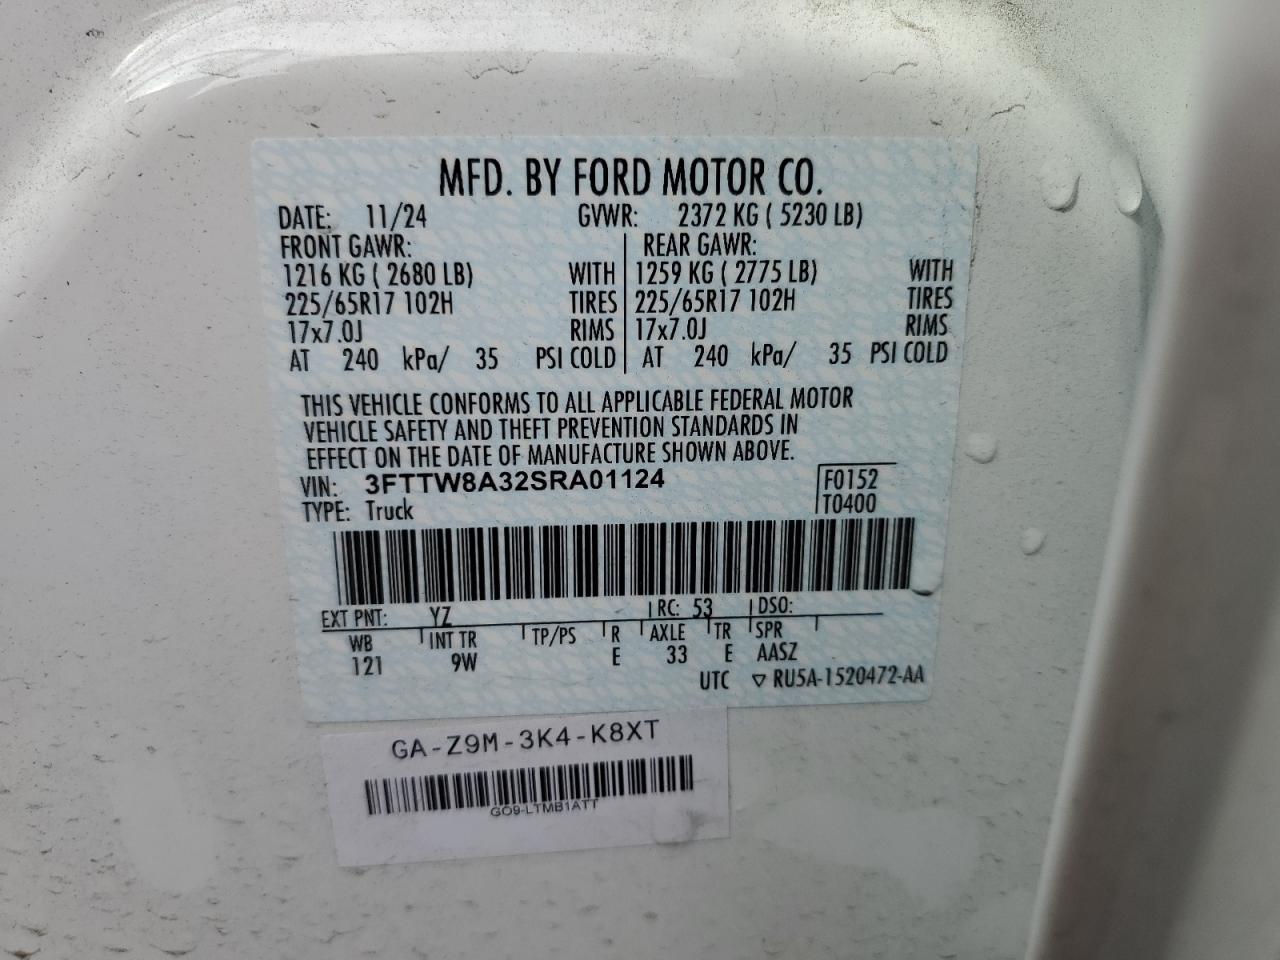 MFD. BY FORD MOTOR CO.
DATE: 11/24 GVWR: 2372 KG ( 5230 LB)
FRONT GAWR: REAR GAWR:
1216 KG ( 2680 LB) WITH 1259 KG ( 2775 LB) WITH
225/65R17 102H TIRES 225/65R17 102H TIRES
17x7.0J RIMS 17x7.0J RIMS
AT 240 kPa/ 35 PSI COLD AT 240 kPa/ 35 PSI COLD
THIS VEHICLE CONFORMS TO ALL APPLICABLE FEDERAL MOTOR
VEHICLE SAFETY AND THEFT PREVENTION STANDARDS IN
EFFECT ON THE DATE OF MANUFACTURE SHOWN ABOVE.
VIN: 3FTTW8A32SRA01124 F0152
TYPE: Truck T0400
EXT PNT: YZ RC: 53 DSO:
WB INT TR TP/PS R AXLE TR SPR
121 9W E 33 E AASZ
UTC ▽ RU5A-1520472-AA
GA-Z9M-3K4-K8XT
GO9-LTMB1ATT